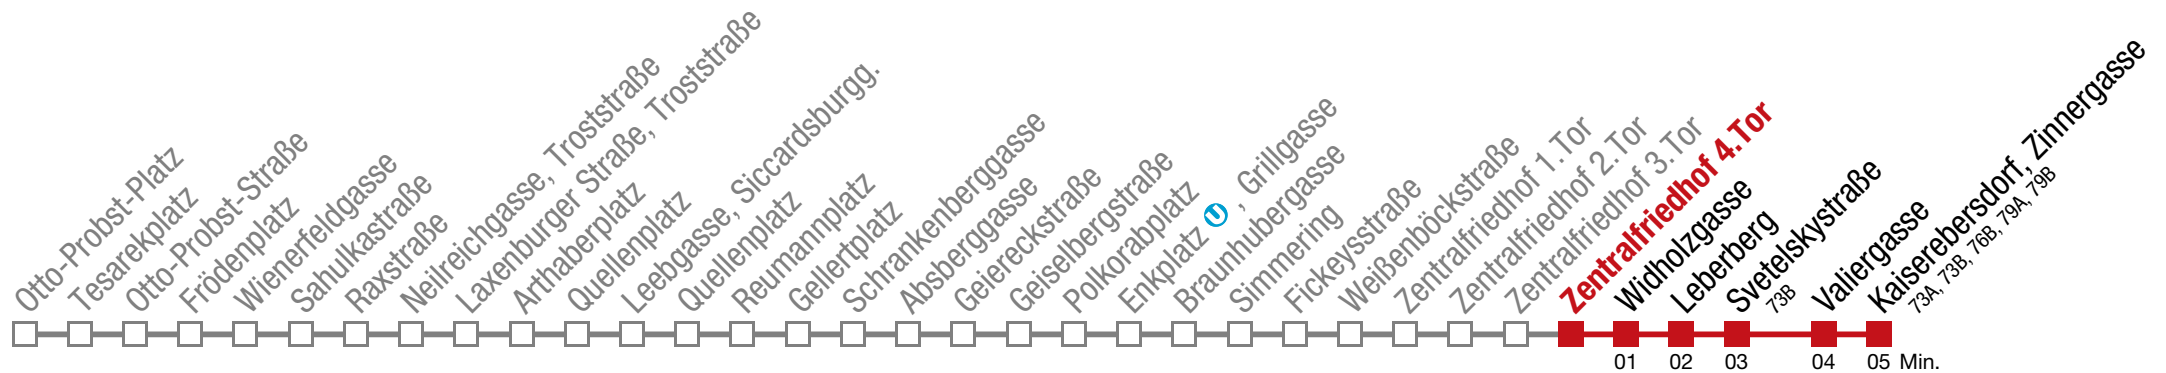 Otto-Probst-Platz
Tesarekplatz
Otto-Probst-Straße
Frödenplatz
Wienerfeldgasse
Sahulkastraße
Raxstraße
Neilreichgasse, Troststraße
Laxenburger Straße, Troststraße
Arthaberplatz
Quellenplatz
Leebgasse, Siccardsburgg.
Quellenplatz
Reumannplatz
Gellertplatz
Schrankenberggasse
Absberggasse
Geiereckstraße
Geiselbergstraße
Polkorabplatz
Enkplatz U, Grillgasse
Braunhubergasse
Simmering
Fickeysstraße
Weißenböckstraße
Zentralfriedhof 1.Tor
Zentralfriedhof 2.Tor
Zentralfriedhof 3.Tor
Zentralfriedhof 4.Tor
Widholzgasse
Leberberg
Svetelskystraße
73B
Valiergasse
Kaiserebersdorf, Zinnergasse
73A, 73B, 76B, 79A, 79B
01 02 03 04 05 Min.